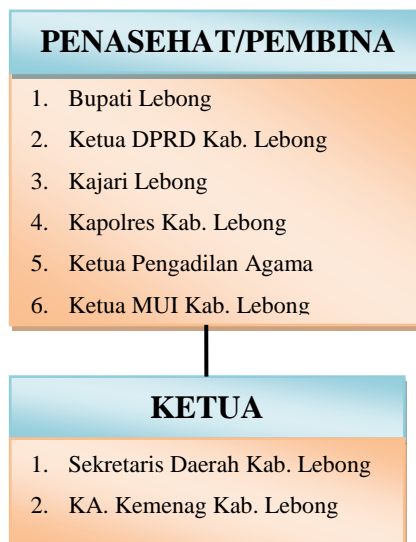 PENASEHAT/PEMBINA
1. Bupati Lebong
2. Ketua DPRD Kab. Lebong
3. Kajari Lebong
4. Kapolres Kab. Lebong
5. Ketua Pengadilan Agama
6. Ketua MUI Kab. Lebong
KETUA
1. Sekretaris Daerah Kab. Lebong
2. KA. Kemenag Kab. Lebong